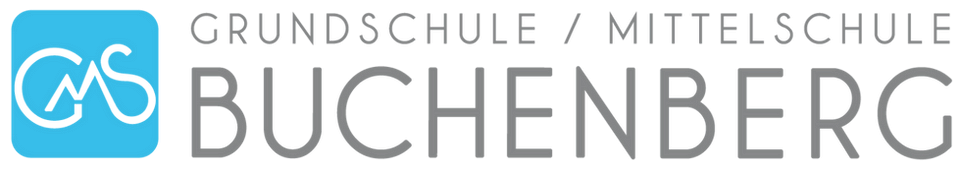 GMS
GRUNDSCHULE / MITTELSCHULE
BUCHENBERG